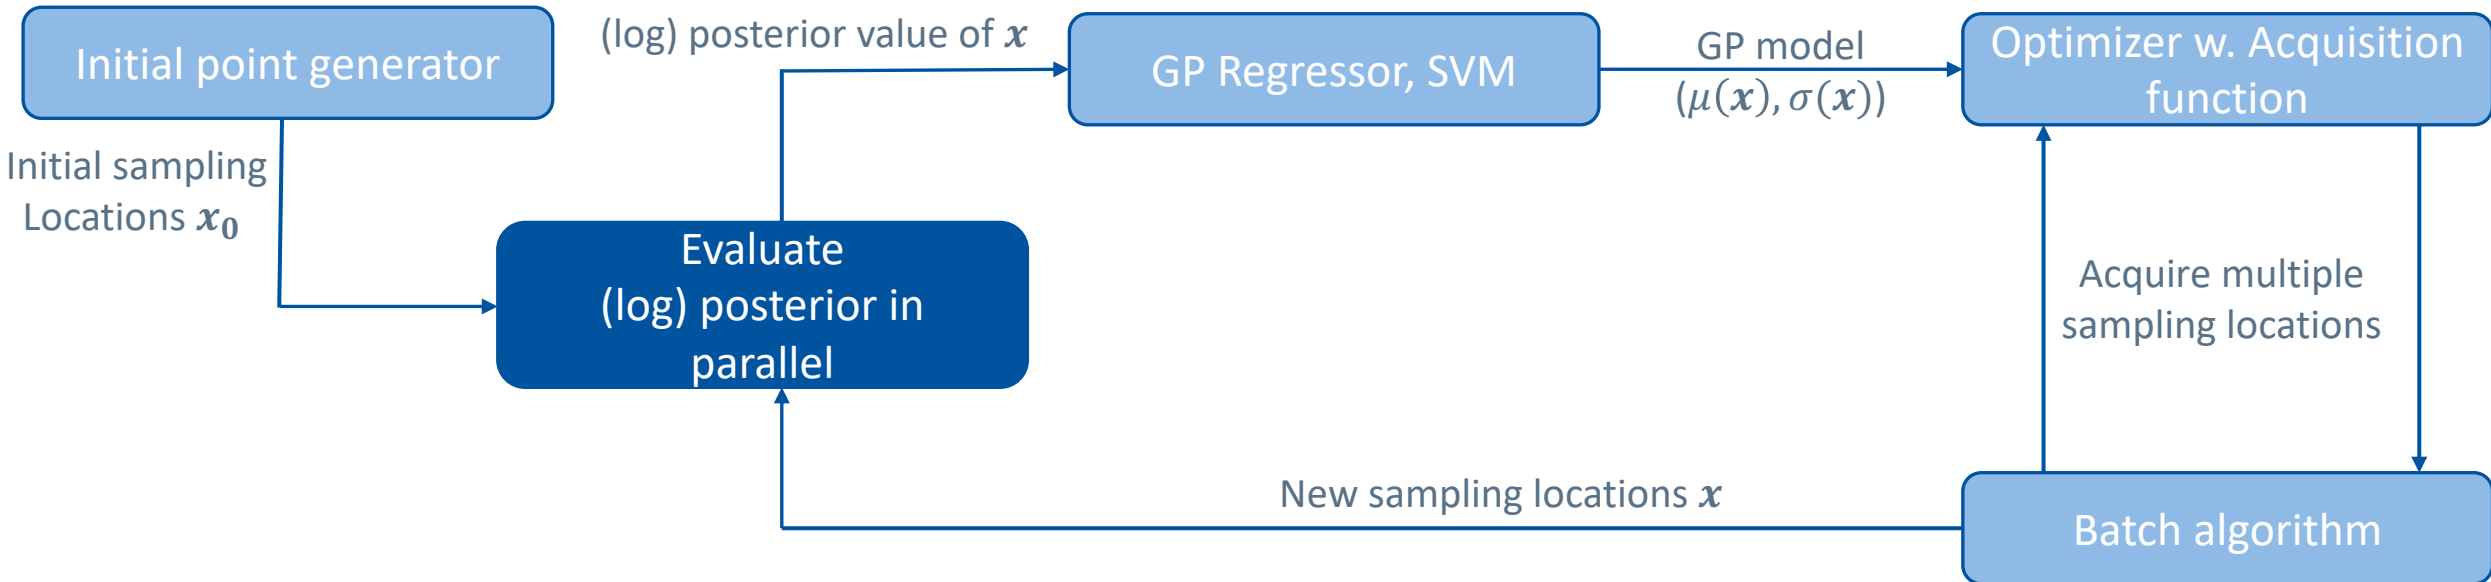 Initial point generator
(log) posterior value of 𝒙
GP Regressor, SVM
GP model
(𝜇(𝒙), 𝜎(𝒙))
Optimizer w. Acquisition
function
Initial sampling
Locations 𝒙𝟎
Evaluate
(log) posterior in
parallel
Acquire multiple
sampling locations
New sampling locations 𝒙
Batch algorithm